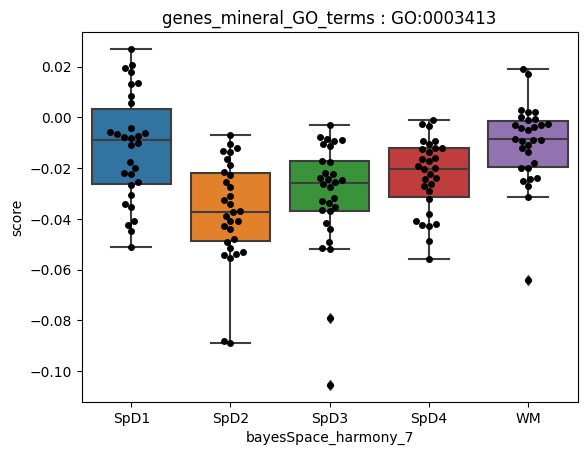 genes_mineral_GO_terms : GO:0003413
0.02
0.00
−0.02
−0.04
−0.06
−0.08
−0.10
score
SpD1 SpD2 SpD3 SpD4 WM
bayesSpace_harmony_7